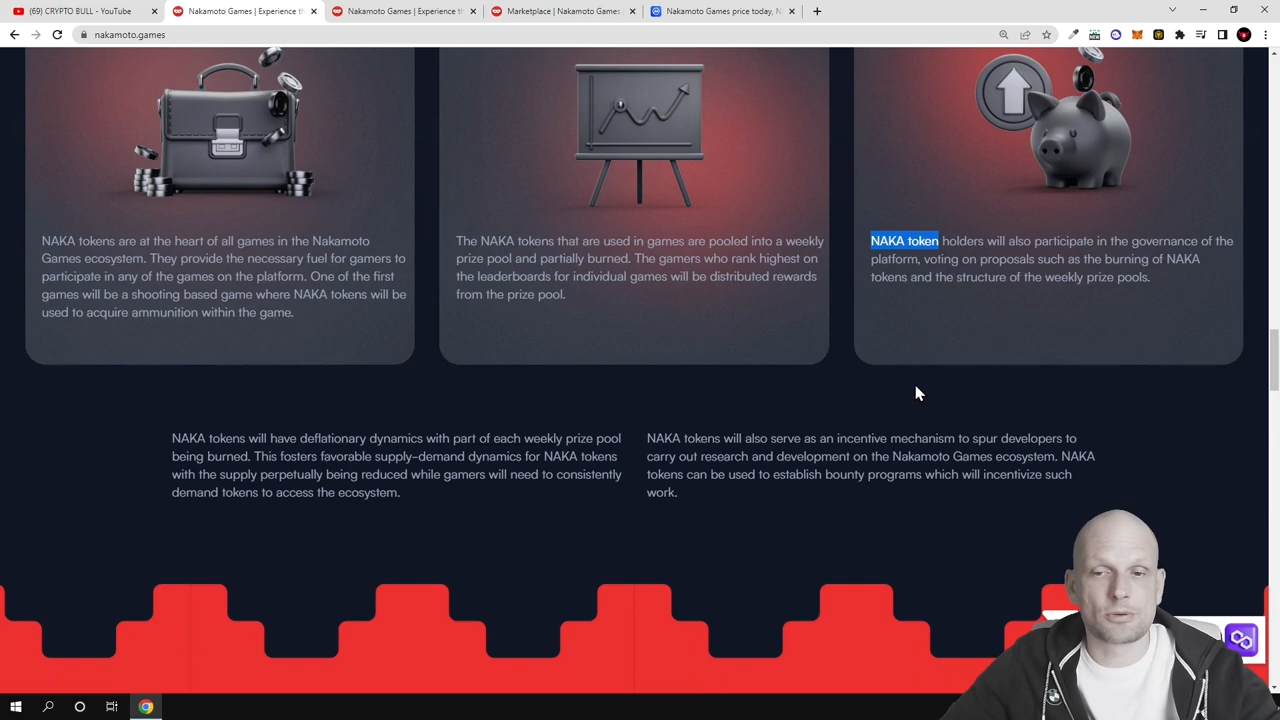 (69) CRYPTO BULL - YouTube
Nakamoto Games | Experience th
Nakamoto Games | Experience th
Marketplace | Nakamoto Games
Nakamoto Games price today, N
nakamoto.games
NAKA tokens are at the heart of all games in the Nakamoto
Games ecosystem. They provide the necessary fuel for gamers to
participate in any of the games on the platform. One of the first
games will be a shooting based game where NAKA tokens will be
used to acquire ammunition within the game.
The NAKA tokens that are used in games are pooled into a weekly
prize pool and partially burned. The gamers who rank highest on
the leaderboards for individual games will be distributed rewards
from the prize pool.
NAKA token holders will also participate in the governance of the
platform, voting on proposals such as the burning of NAKA
tokens and the structure of the weekly prize pools.
NAKA tokens will have deflationary dynamics with part of each weekly prize pool
being burned. This fosters favorable supply-demand dynamics for NAKA tokens
with the supply perpetually being reduced while gamers will need to consistently
demand tokens to access the ecosystem.
NAKA tokens will also serve as an incentive mechanism to spur developers to
carry out research and development on the Nakamoto Games ecosystem. NAKA
tokens can be used to establish bounty programs which will incentivize such
work.